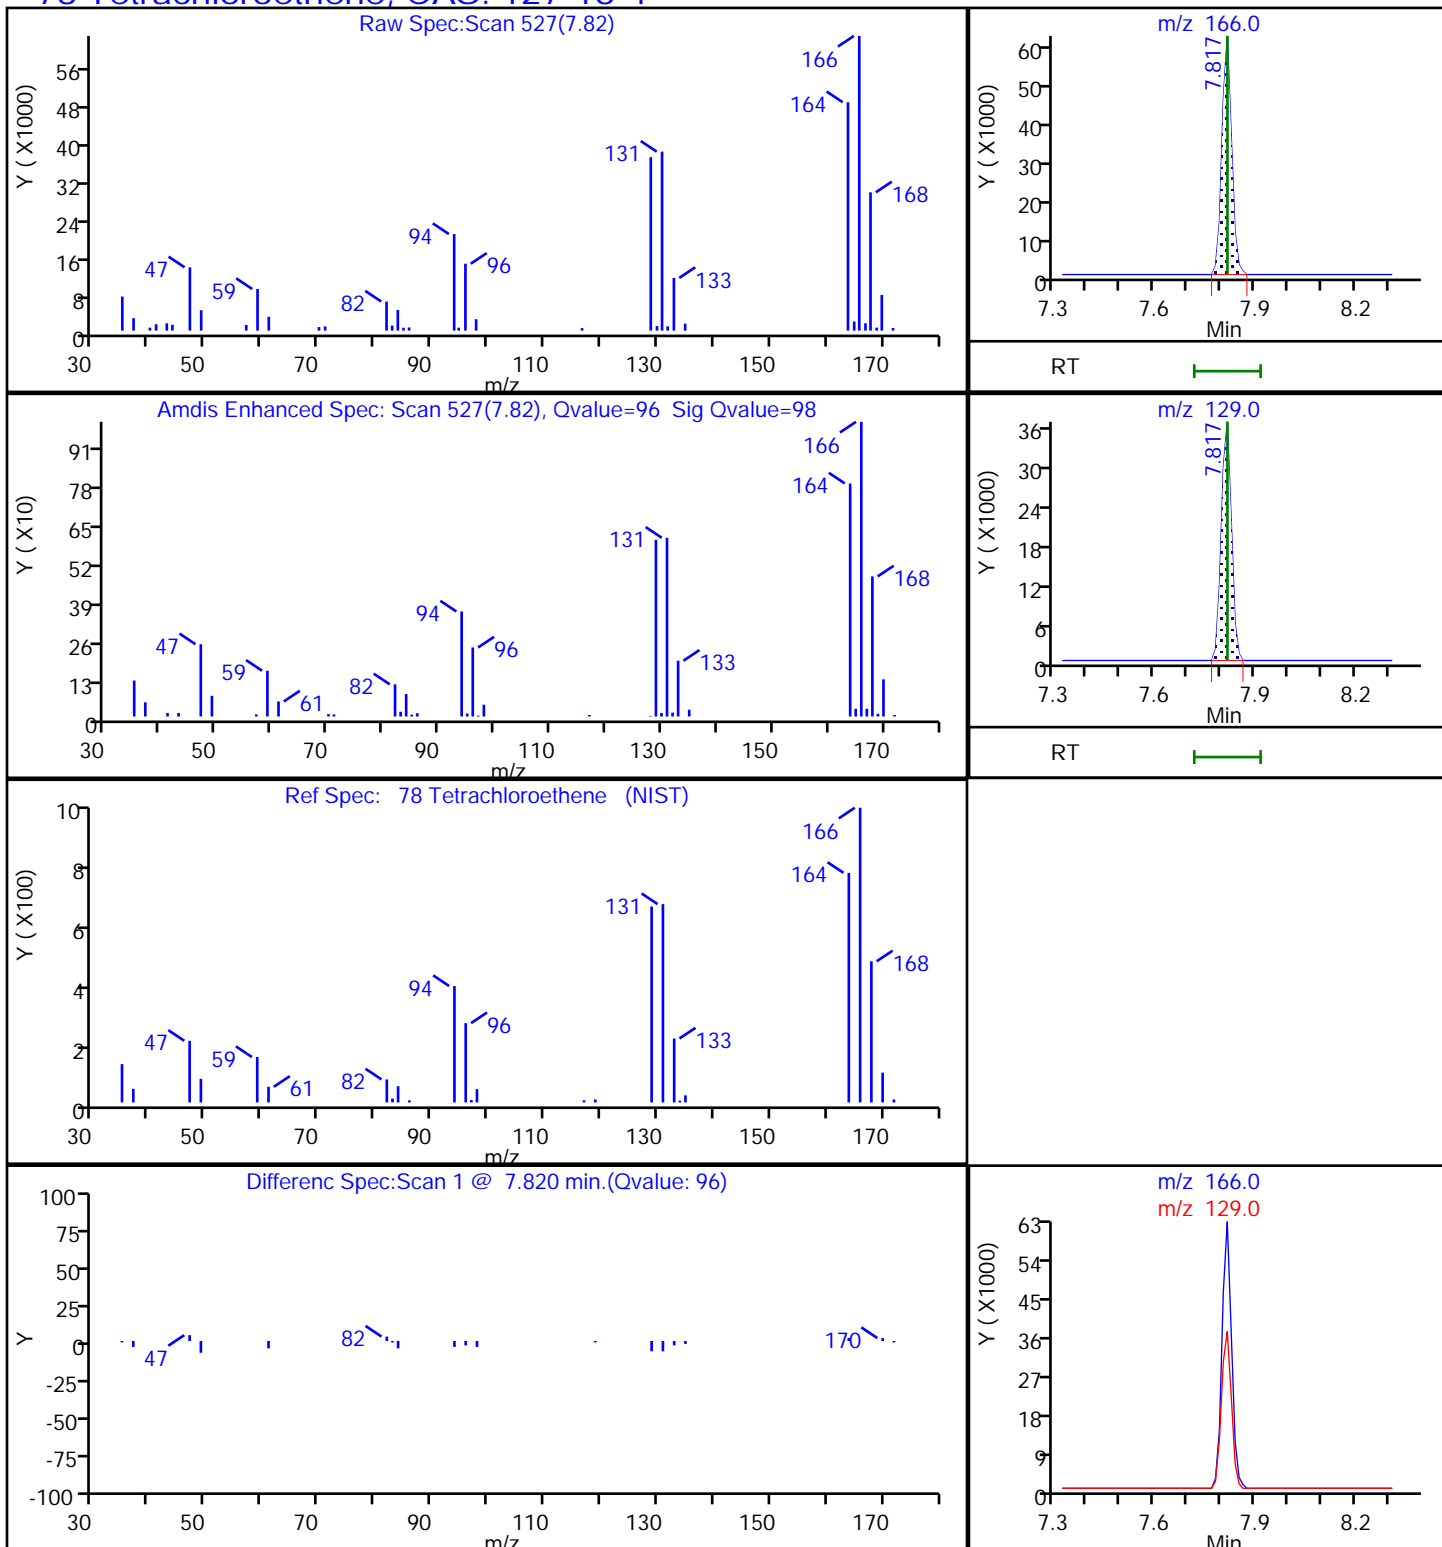 78 Tetrachloroethene, CAS: 127-18-4
Raw Spec:Scan 527(7.82)
Y ( X1000)
56
48
40
32
24
16
8
0
166
164
131
168
94
96
47
59
82
133
30 50 70 90 110 130 150 170
m/z
m/z 166.0
Y ( X1000)
60
50
40
30
20
10
0
7.817
7.3 7.6 7.9 8.2
Min
RT
Amdis Enhanced Spec: Scan 527(7.82), Qvalue=96 Sig Qvalue=98
Y ( X10)
91
78
65
52
39
26
13
0
166
164
131
168
94
96
47
59
61
82
133
30 50 70 90 110 130 150 170
m/z
m/z 129.0
Y ( X1000)
36
30
24
18
12
6
0
7.817
7.3 7.6 7.9 8.2
Min
RT
Ref Spec: 78 Tetrachloroethene (NIST)
Y ( X100)
10
8
6
4
2
0
166
164
131
168
94
96
47
59
61
82
133
30 50 70 90 110 130 150 170
m/z
Differenc Spec:Scan 1 @ 7.820 min.(Qvalue: 96)
Y
100
75
50
25
0
-25
-50
-75
-100
47
82
170
30 50 70 90 110 130 150 170
m/z
m/z 166.0
m/z 129.0
Y ( X1000)
63
54
45
36
27
18
9
0
7.3 7.6 7.9 8.2
Min